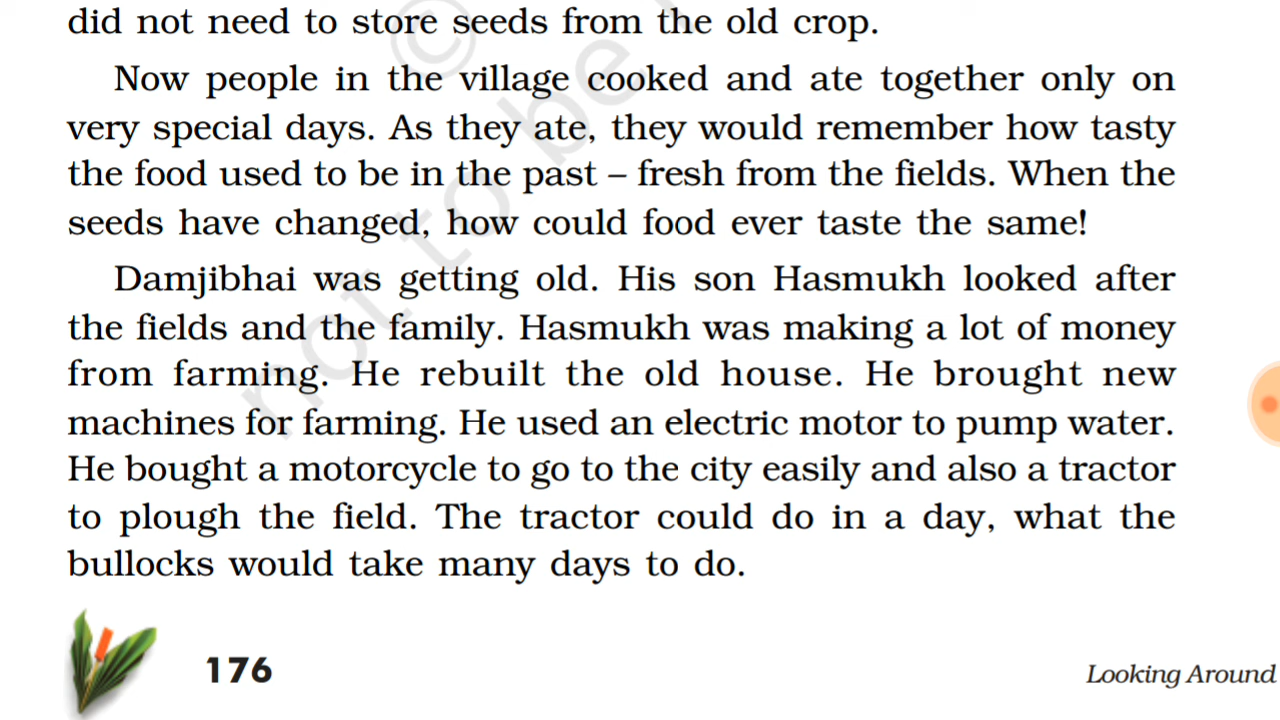 did not need to store seeds from the old crop.
Now people in the village cooked and ate together only on
very special days. As they ate, they would remember how tasty
the food used to be in the past – fresh from the fields. When the
seeds have changed, how could food ever taste the same!
Damjibhai was getting old. His son Hasmukh looked after
the fields and the family. Hasmukh was making a lot of money
from farming. He rebuilt the old house. He brought new
machines for farming. He used an electric motor to pump water.
He bought a motorcycle to go to the city easily and also a tractor
to plough the field. The tractor could do in a day, what the
bullocks would take many days to do.
176
Looking Around
© not to be